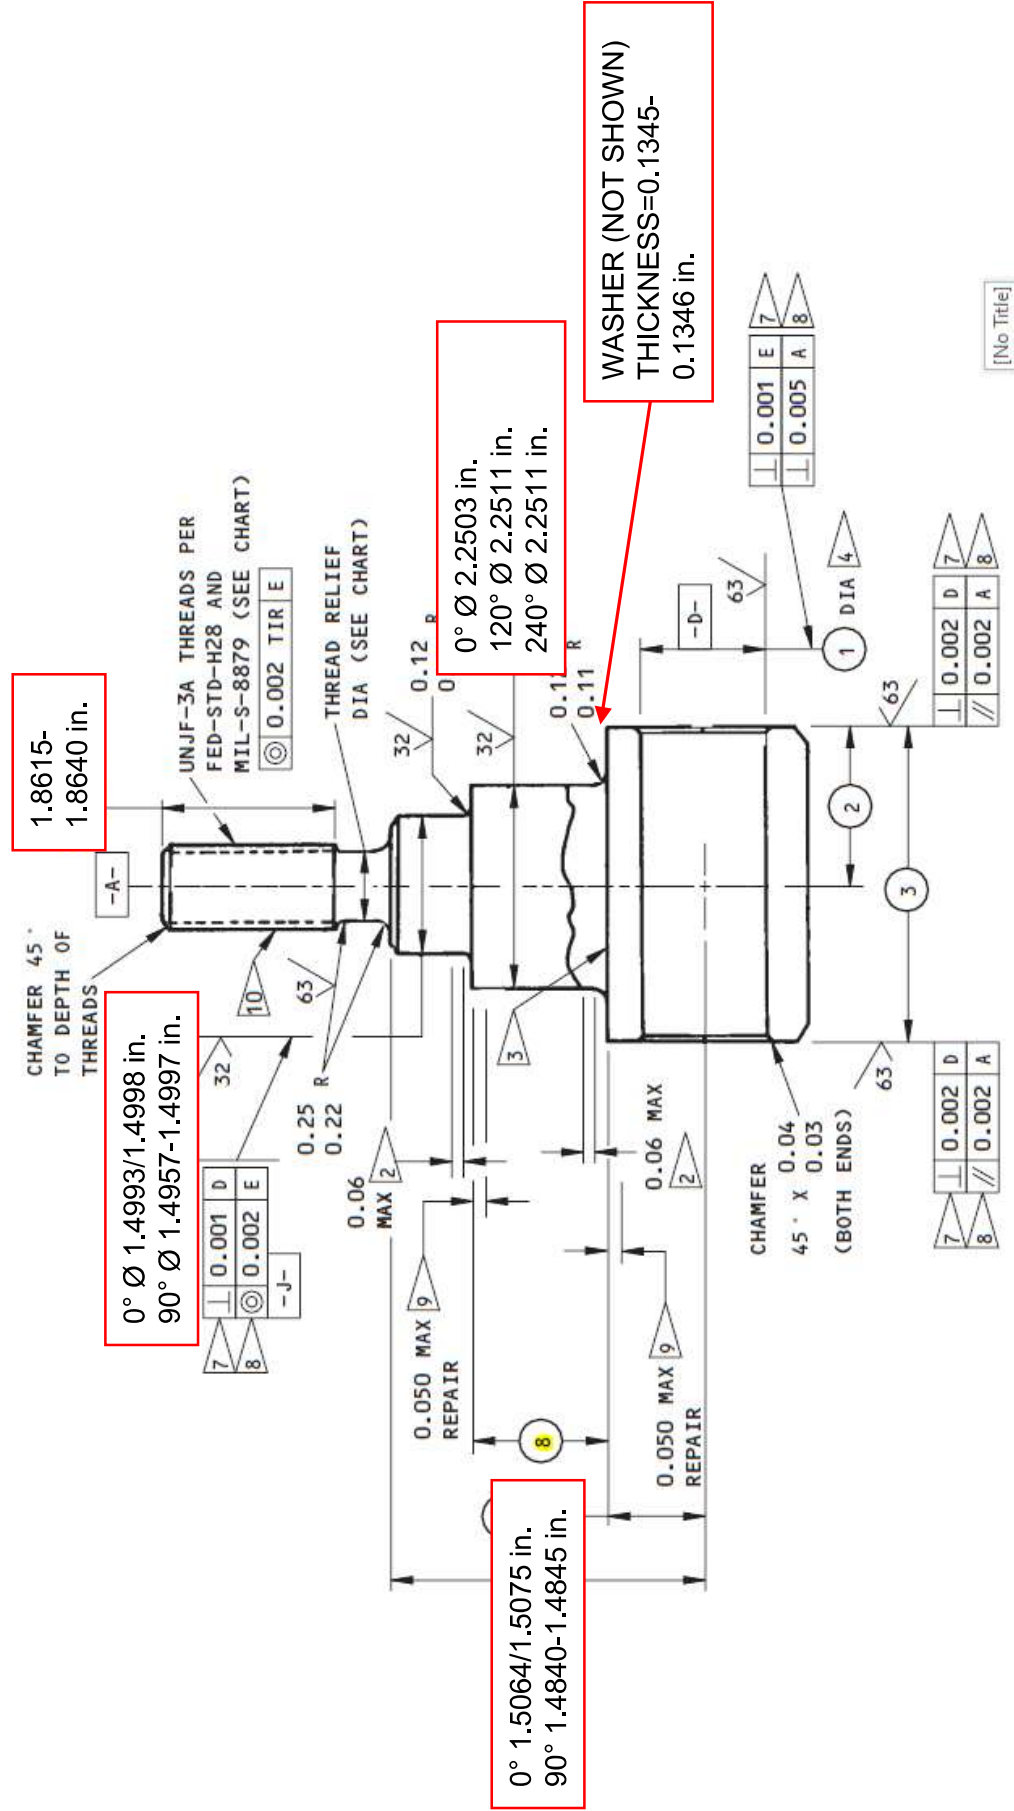 1.8615-
1.8640 in.
UNJF-3A THREADS PER
FED-STD-H28 AND
MIL-S-8879 (SEE CHART)
◎ 0.002 TIR E
THREAD RELIEF
DIA (SEE CHART)
-A-
CHAMFER 45°
TO DEPTH OF
THREADS
10
63
32
0° Ø 1.4993/1.4998 in.
90° Ø 1.4957-1.4997 in.
7 ⊥ 0.001 D
8 ◎ 0.002 E
-J-
0.25
0.22 R
0.06
MAX 2
0.050 MAX 9
REPAIR
8
0° 1.5064/1.5075 in.
90° 1.4840-1.4845 in.
0.050 MAX 9
REPAIR
0.06 MAX
2
3
32
0.12 R
0
32
0° Ø 2.2503 in.
120° Ø 2.2511 in.
240° Ø 2.2511 in.
R
0.11
WASHER (NOT SHOWN)
THICKNESS=0.1345-
0.1346 in.
-D-
63
⊥ 0.001 E 7
⊥ 0.005 A 8
1 DIA 4
63
⊥ 0.002 D 7
// 0.002 A 8
2
3
63
7 ⊥ 0.002 D
8 // 0.002 A
CHAMFER
45° X 0.04
0.03
(BOTH ENDS)
[No Title]